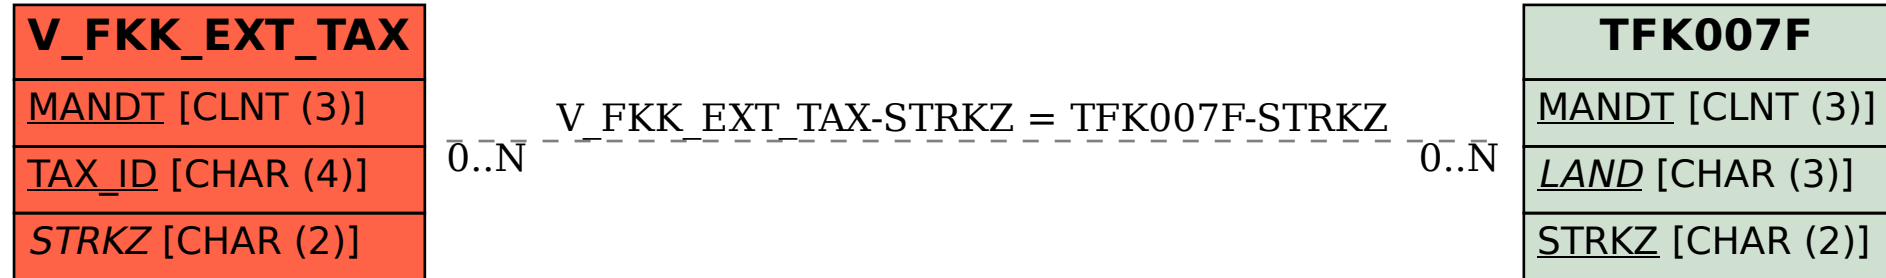 V_FKK_EXT_TAX
MANDT [CLNT (3)]
TAX_ID [CHAR (4)]
STRKZ [CHAR (2)]
V_FKK_EXT_TAX-STRKZ = TFK007F-STRKZ
0..N
0..N
TFK007F
MANDT [CLNT (3)]
LAND [CHAR (3)]
STRKZ [CHAR (2)]